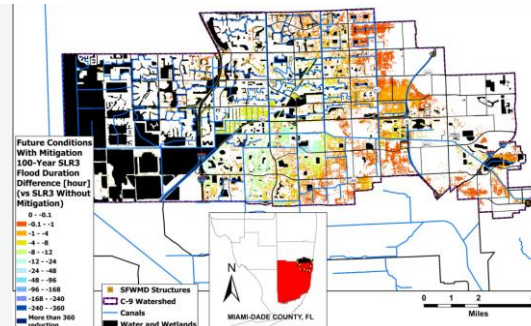 Future Conditions
With Mitigation
100-Year SLR3
Flood Duration
Difference [hour]
(vs SLR3 Without
Mitigation)
0 - -0.1
-0.1 - -1
-1 - -4
-4 - -8
-8 - -12
-12 - -24
-24 - -48
-48 - -96
-96 - -168
-168 - -240
-240 - -360
More than 360
reduction
N
SFWMD Structures
C-9 Watershed
Canals
Water and Wetlands
MIAMI-DADE COUNTY, FL
0 1 2
Miles